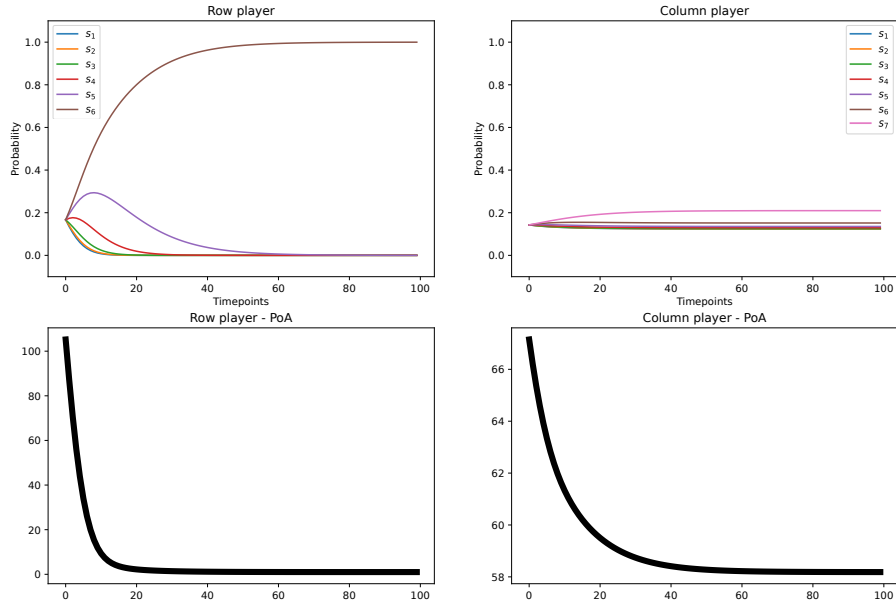 Row player
Column player
1.0
0.8
0.6
0.4
0.2
0.0
Probability
s1
s2
s3
s4
s5
s6
0
20
40
60
80
100
Timepoints
1.0
0.8
0.6
0.4
0.2
0.0
Probability
s1
s2
s3
s4
s5
s6
s7
0
20
40
60
80
100
Timepoints
Row player - PoA
Column player - PoA
100
80
60
40
20
0
0
20
40
60
80
100
66
64
62
60
58
0
20
40
60
80
100